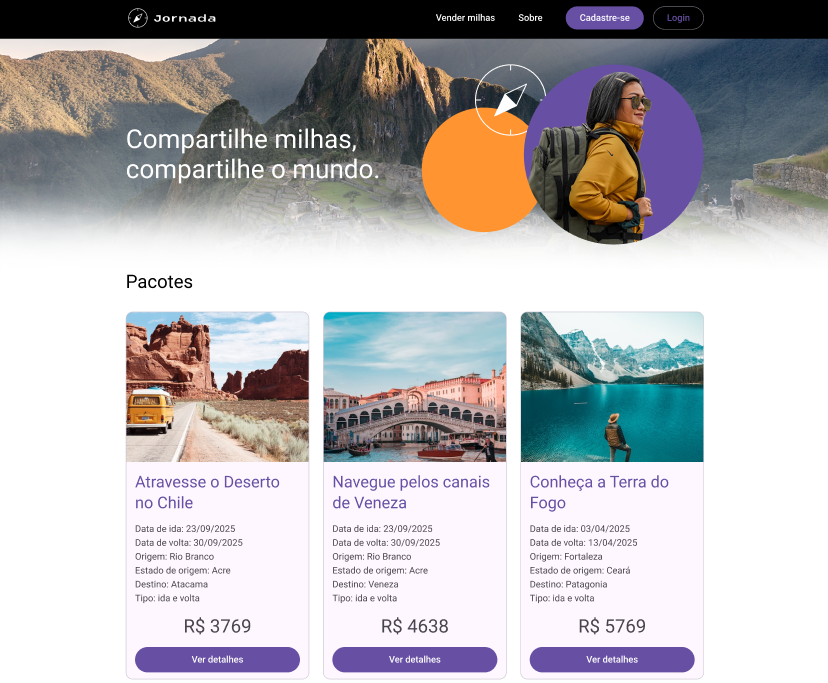 Jornada
Vender milhas
Sobre
Cadastre-se
Login
Compartilhe milhas,
compartilhe o mundo.
Pacotes
Atravesse o Deserto
no Chile
Data de ida: 23/09/2025
Data de volta: 30/09/2025
Origem: Rio Branco
Estado de origem: Acre
Destino: Atacama
Tipo: ida e volta
R$ 3769
Ver detalhes
Navegue pelos canais
de Veneza
Data de ida: 23/09/2025
Data de volta: 30/09/2025
Origem: Rio Branco
Estado de origem: Acre
Destino: Veneza
Tipo: ida e volta
R$ 4638
Ver detalhes
Conheça a Terra do
Fogo
Data de ida: 03/04/2025
Data de volta: 13/04/2025
Origem: Fortaleza
Estado de origem: Ceará
Destino: Patagonia
Tipo: ida e volta
R$ 5769
Ver detalhes